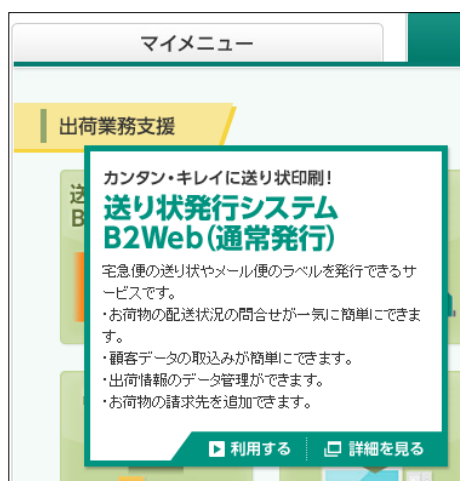 マイメニュー
出荷業務支援
送
B
カンタン・キレイに送り状印刷！
送り状発行システム
B2Web（通常発行）
宅急便の送り状やメール便のラベルを発行できるサ
ービスです。
・お荷物の配送状況の問合せが一気に簡単にできま
す。
・顧客データの取込みが簡単にできます。
・出荷情報のデータ管理ができます。
・お荷物の請求先を追加できます。
利用する
詳細を見る